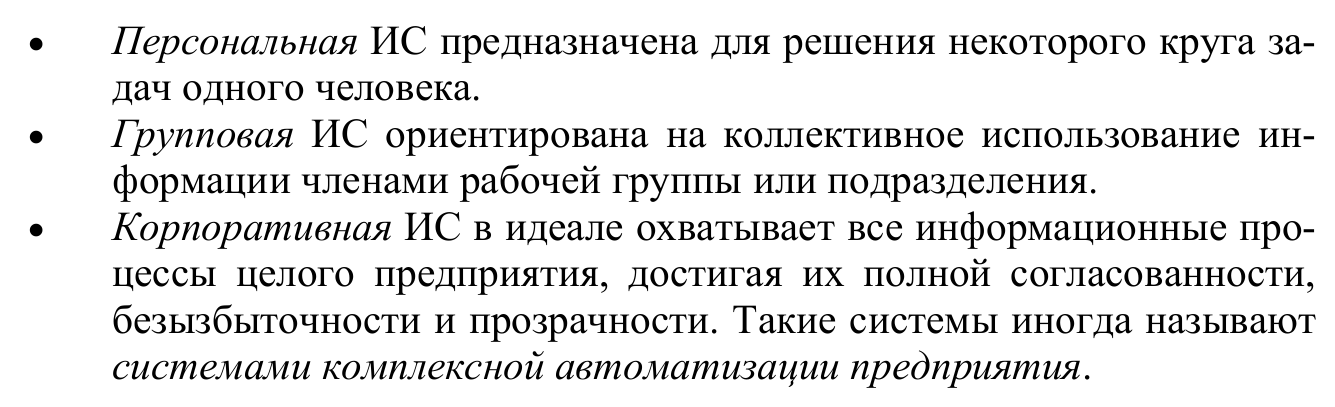 • Персональная ИС предназначена для решения некоторого круга за-
дач одного человека.
• Групповая ИС ориентирована на коллективное использование ин-
формации членами рабочей группы или подразделения.
• Корпоративная ИС в идеале охватывает все информационные про-
цессы целого предприятия, достигая их полной согласованности,
безызбыточности и прозрачности. Такие системы иногда называют
системами комплексной автоматизации предприятия.